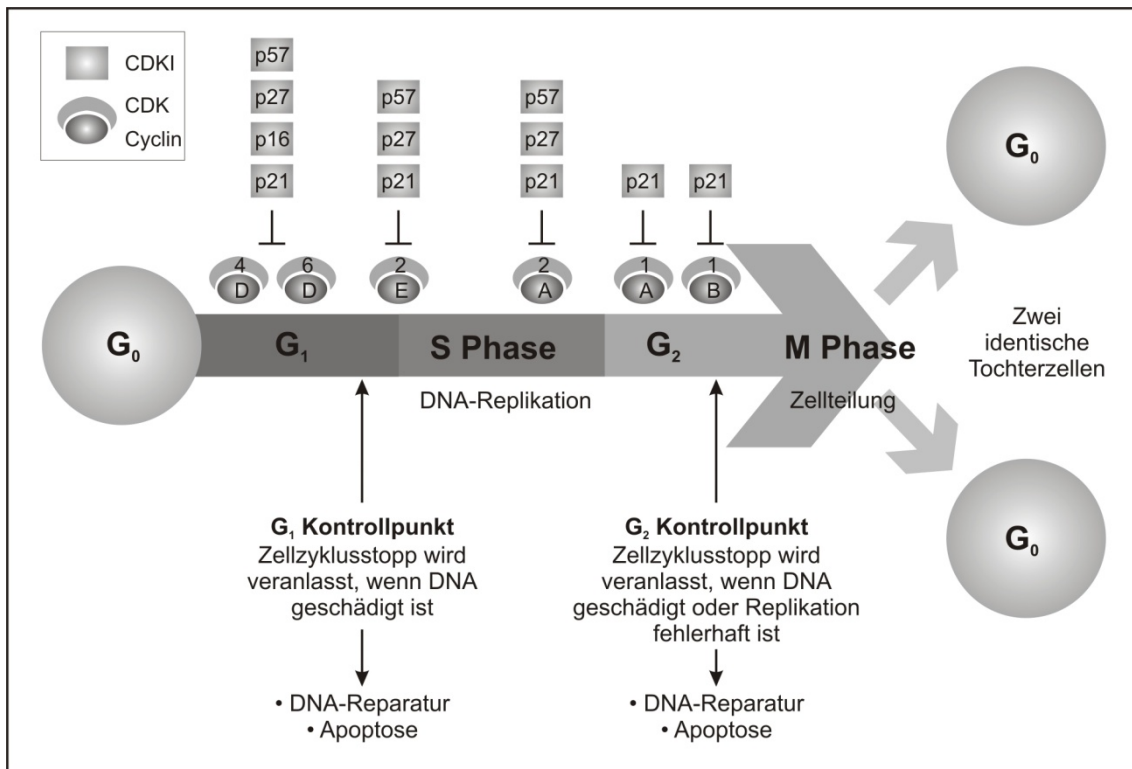 CDKI
CDK
Cyclin
p57
p27
p16
p21
p57
p27
p21
p57
p27
p21
p21
p21
4
D
6
D
2
E
2
A
1
A
1
B
G₀
G₁
S Phase
G₂
M Phase
DNA-Replikation
Zellteilung
G₀
Zwei
identische
Tochterzellen
G₀
G₁ Kontrollpunkt
Zellzyklusstopp wird
veranlasst, wenn DNA
geschädigt ist
• DNA-Reparatur
• Apoptose
G₂ Kontrollpunkt
Zellzyklusstopp wird
veranlasst, wenn DNA
geschädigt oder Replikation
fehlerhaft ist
• DNA-Reparatur
• Apoptose